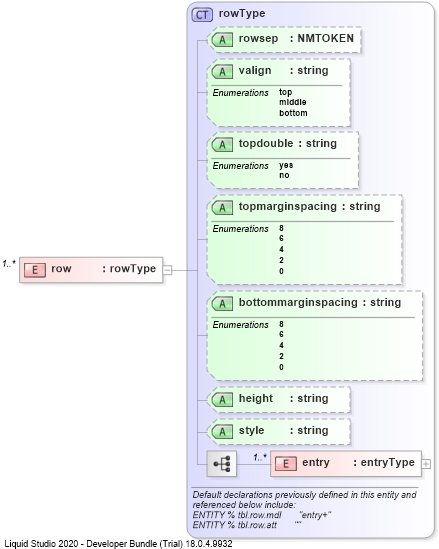 CT rowType
A rowsep : NMTOKEN
A valign : string
Enumerations top
middle
bottom
A topdouble : string
Enumerations yes
no
A topmarginspacing : string
Enumerations 8
6
4
2
0
1..* E row : rowType
A bottommarginspacing : string
Enumerations 8
6
4
2
0
A height : string
A style : string
1..* E entry : entryType
Default declarations previously defined in this entity and
referenced below include:
ENTITY % tbl.row.mdl "entry+"
ENTITY % tbl.row.att ""
Liquid Studio 2020 - Developer Bundle (Trial) 18.0.4.9932